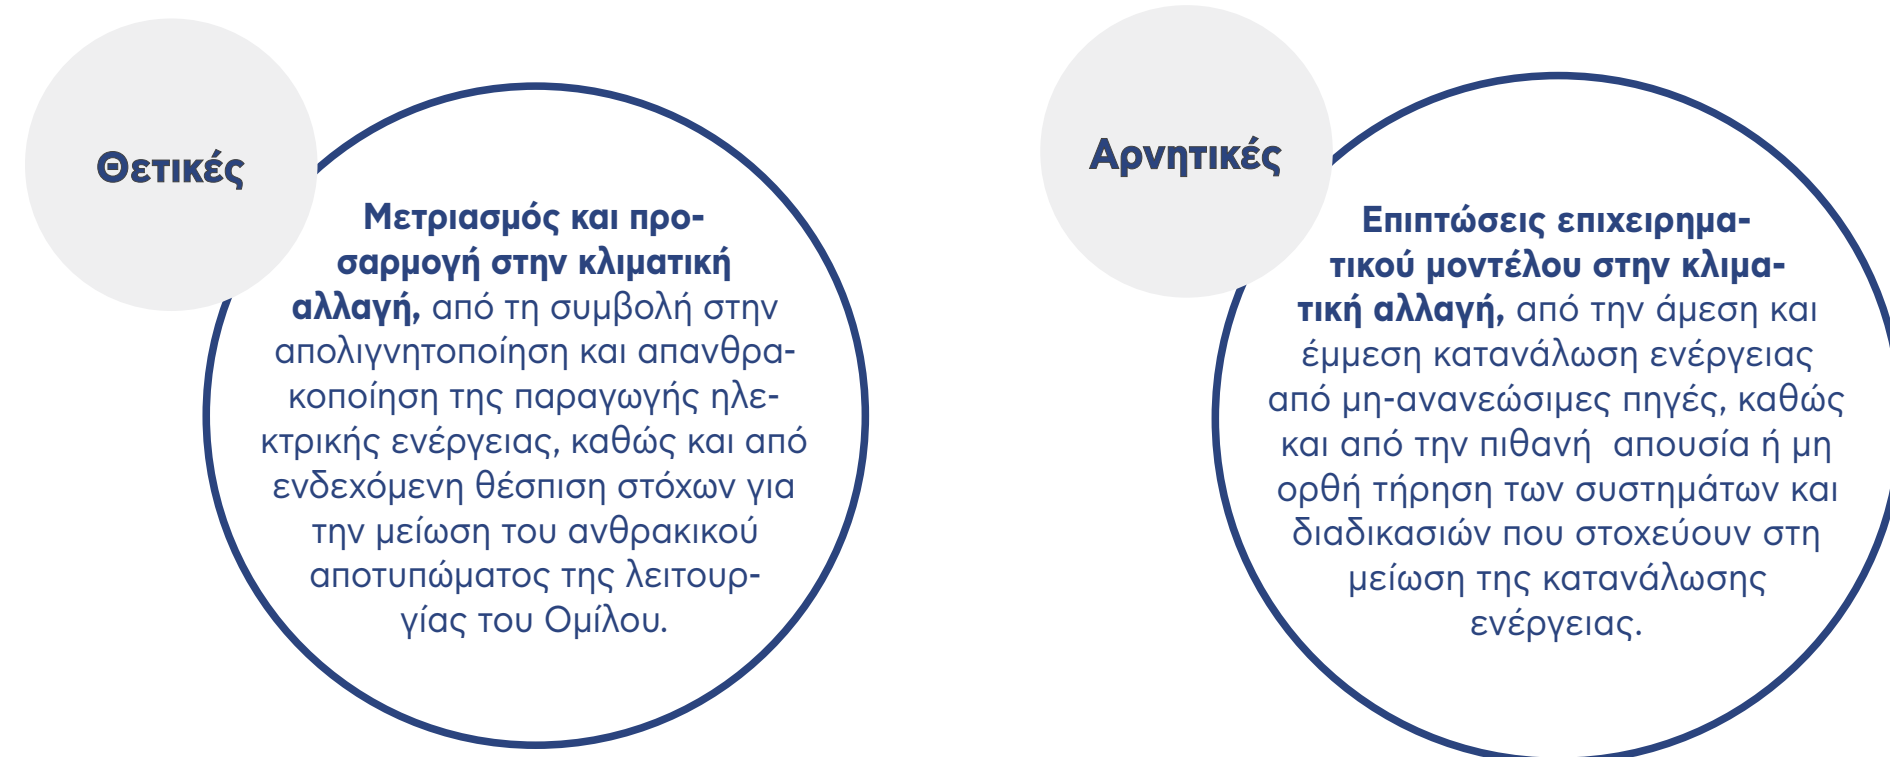 Θετικές
Μετριασμός και προ-
σαρμογή στην κλιματική
αλλαγή, από τη συμβολή στην
απολιγνητοποίηση και απανθρα-
κοποίηση της παραγωγής ηλε-
κτρικής ενέργειας, καθώς και από
ενδεχόμενη θέσπιση στόχων για
την μείωση του ανθρακικού
αποτυπώματος της λειτουρ-
γίας του Ομίλου.
Αρνητικές
Επιπτώσεις επιχειρημα-
τικού μοντέλου στην κλιμα-
τική αλλαγή, από την άμεση και
έμμεση κατανάλωση ενέργειας
από μη-ανανεώσιμες πηγές, καθώς
και από την πιθανή  απουσία ή μη
ορθή τήρηση των συστημάτων και
διαδικασιών που στοχεύουν στη
μείωση της κατανάλωσης
ενέργειας.